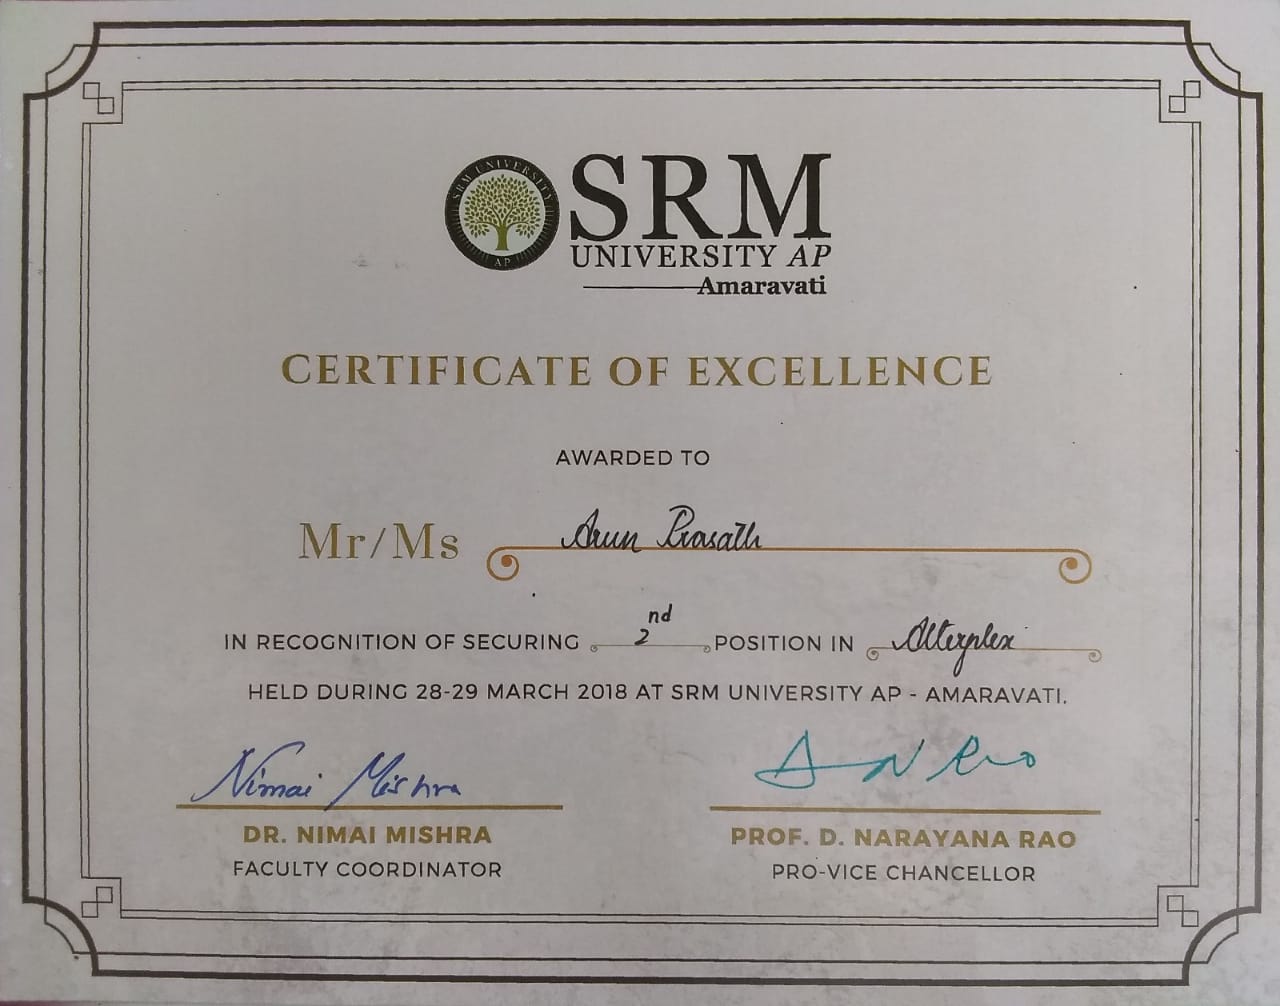 SRM UNIVERSITY
AP
SRM
UNIVERSITY AP
Amaravati
CERTIFICATE OF EXCELLENCE
AWARDED TO
Mr/Ms Arun Prasath
IN RECOGNITION OF SECURING 2nd POSITION IN Alterplex
HELD DURING 28-29 MARCH 2018 AT SRM UNIVERSITY AP - AMARAVATI.
Nimai Mishra
DR. NIMAI MISHRA
FACULTY COORDINATOR
PROF. D. NARAYANA RAO
PRO-VICE CHANCELLOR